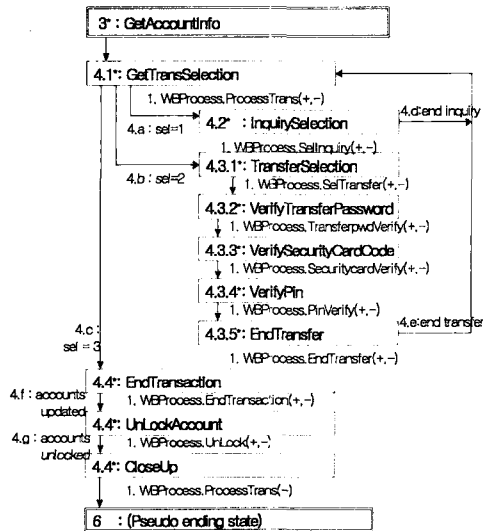 3*: GetAccountInfo
4.1*: GetTransSelection
1. WBProcess.ProcessTrans(+,-)
4.a : sel=1
4.2* : InquirySelection
4.d:end inquiry
1. WBProcess.SelInquiry(+,-)
4.3.1*: TransferSelection
4.b : sel=2
1. WBProcess.SelTransfer(+,-)
4.3.2*: VerifyTransferPassword
1. WBProcess.TransferpwdVerify(+,-)
4.3.3*: VerifySecurityCardCode
1. WBProcess.SecuritycardVerify(+,-)
4.3.4*: VerifyPin
1. WBProcess.PinVerify(+,-)
4.3.5*: EndTransfer
4.e:end transfer
4.c :
sel = 3
1. WBProcess.EndTransfer(+,-)
4.4*: EndTransaction
4.f : accounts
updated
1. WBProcess.EndTransaction(+,-)
4.4*: UnLockAccount
4.g : accounts
unlocked
1. WBProcess.UnLock(+,-)
4.4*: CloseUp
1. WBProcess.ProcessTrans(-)
6 : (Pseudo ending state)